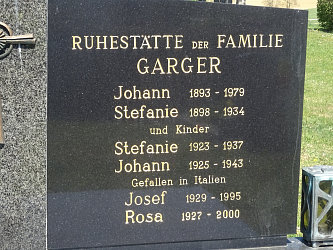 RUHESTÄTTE DER FAMILIE
GARGER
Johann 1893 - 1979
Stefanie 1898 - 1934
und Kinder
Stefanie 1923 - 1937
Johann 1925 - 1943
Gefallen in Italien
Josef 1929 - 1995
Rosa 1927 - 2000